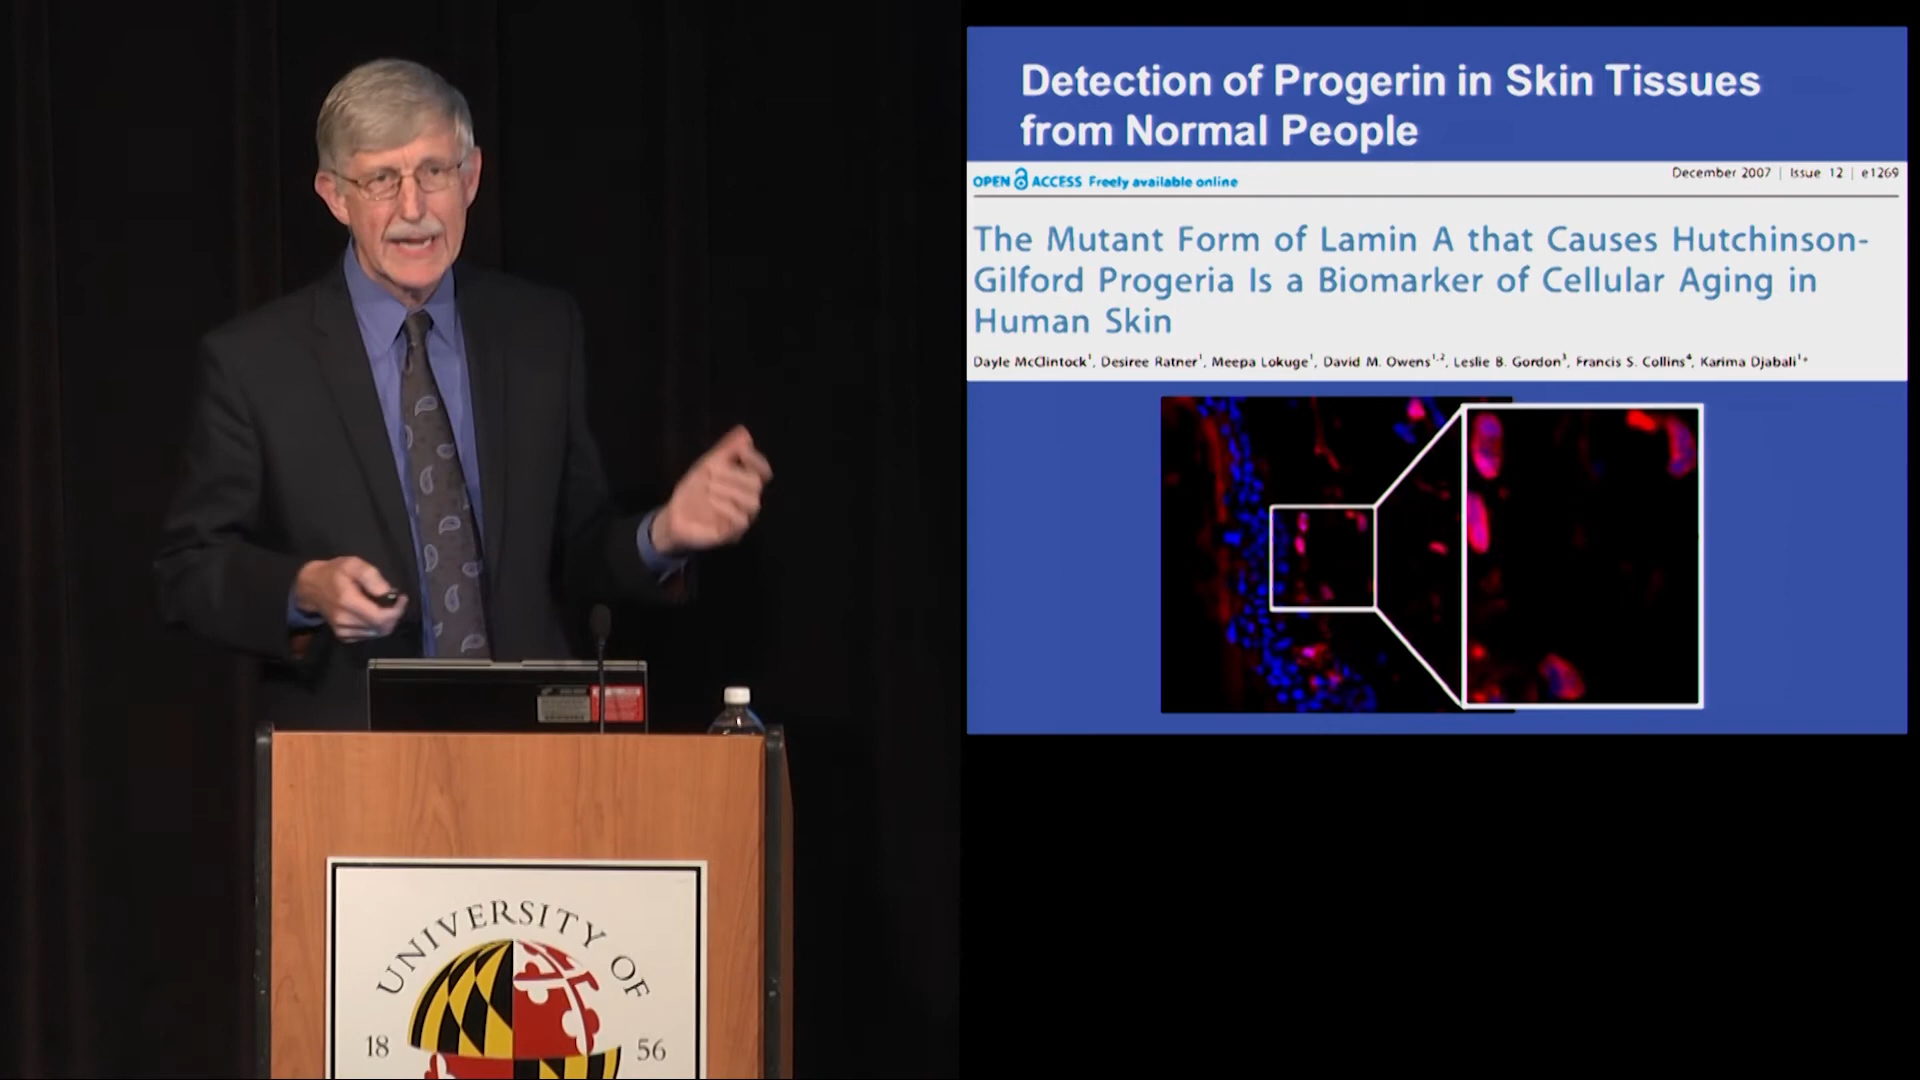 Detection of Progerin in Skin Tissues
from Normal People
OPEN ACCESS Freely available online
December 2007 | Issue 12 | e1269
The Mutant Form of Lamin A that Causes Hutchinson-
Gilford Progeria Is a Biomarker of Cellular Aging in
Human Skin
Dayle McClintock¹, Desiree Ratner¹, Meepa Lokuge¹, David M. Owens¹·², Leslie B. Gordon³, Francis S. Collins⁴, Karima Djabali¹*
UNIVERSITY OF
18 56